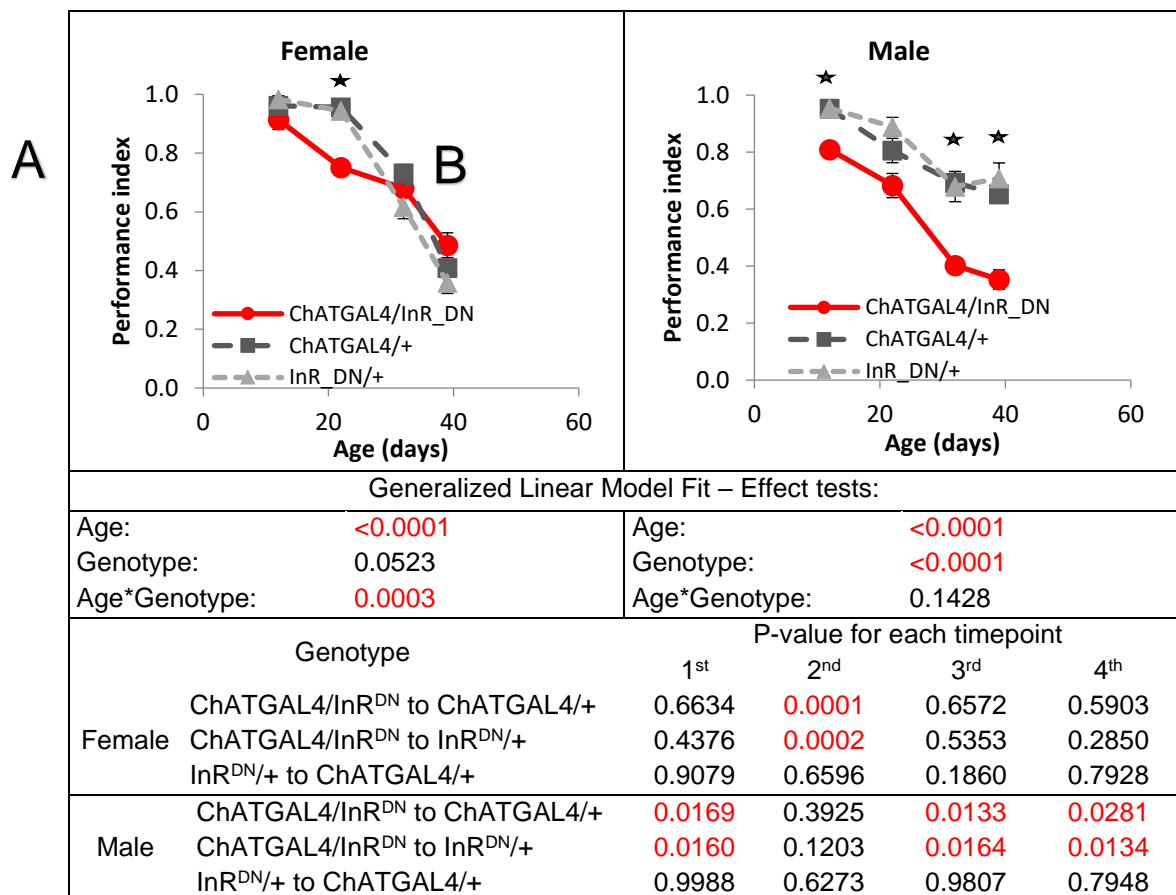 A
Female
Performance index
1.0
0.8
0.6
0.4
0.2
0.0
ChATGAL4/InR_DN
ChATGAL4/+
InR_DN/+
0 20 40 60
Age (days)
B
Male
Performance index
1.0
0.8
0.6
0.4
0.2
0.0
ChATGAL4/InR_DN
ChATGAL4/+
InR_DN/+
0 20 40 60
Age (days)
Generalized Linear Model Fit – Effect tests:
Age: <0.0001
Genotype: 0.0523
Age*Genotype: 0.0003
Age: <0.0001
Genotype: <0.0001
Age*Genotype: 0.1428
Genotype
P-value for each timepoint
1st 2nd 3rd 4th
Female
ChATGAL4/InRDN to ChATGAL4/+ 0.6634 0.0001 0.6572 0.5903
ChATGAL4/InRDN to InRDN/+ 0.4376 0.0002 0.5353 0.2850
InRDN/+ to ChATGAL4/+ 0.9079 0.6596 0.1860 0.7928
Male
ChATGAL4/InRDN to ChATGAL4/+ 0.0169 0.3925 0.0133 0.0281
ChATGAL4/InRDN to InRDN/+ 0.0160 0.1203 0.0164 0.0134
InRDN/+ to ChATGAL4/+ 0.9988 0.6273 0.9807 0.7948